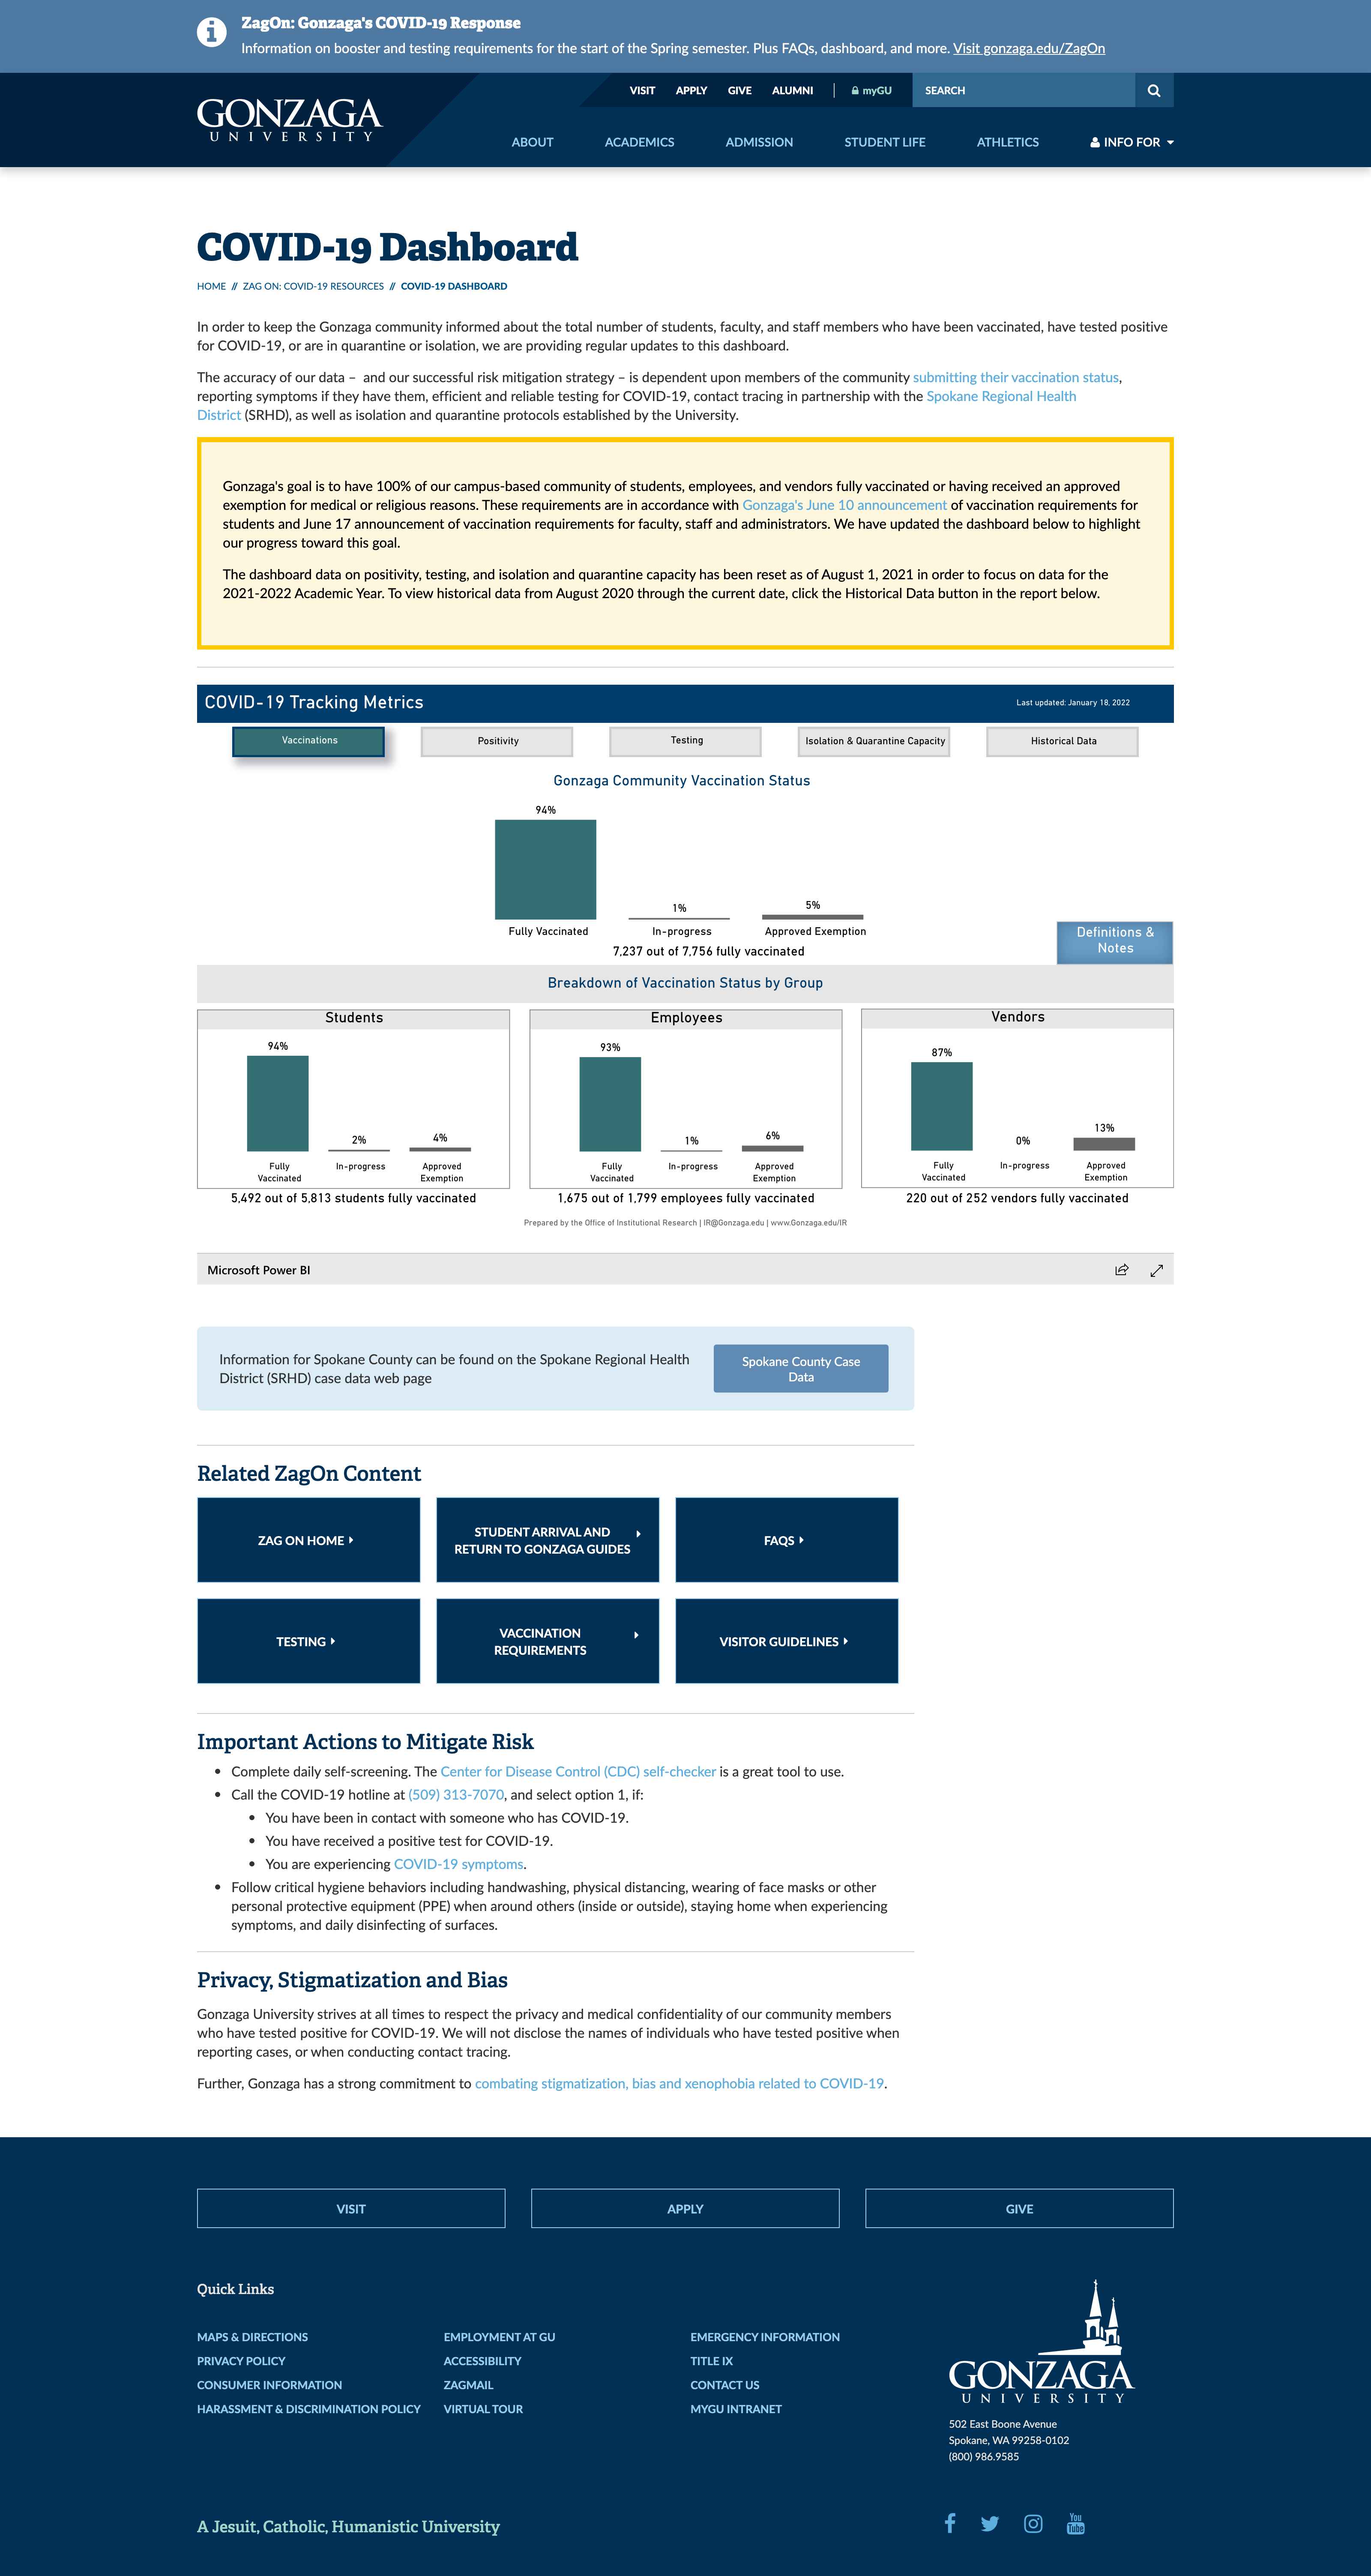 ZagOn: Gonzaga's COVID-19 Response
Information on booster and testing requirements for the start of the Spring semester. Plus FAQs, dashboard, and more. Visit gonzaga.edu/ZagOn
VISIT APPLY GIVE ALUMNI myGU SEARCH
GONZAGA
UNIVERSITY
ABOUT ACADEMICS ADMISSION STUDENT LIFE ATHLETICS INFO FOR
COVID-19 Dashboard
HOME // ZAG ON: COVID-19 RESOURCES // COVID-19 DASHBOARD
In order to keep the Gonzaga community informed about the total number of students, faculty, and staff members who have been vaccinated, have tested positive
for COVID-19, or are in quarantine or isolation, we are providing regular updates to this dashboard.
The accuracy of our data – and our successful risk mitigation strategy – is dependent upon members of the community submitting their vaccination status,
reporting symptoms if they have them, efficient and reliable testing for COVID-19, contact tracing in partnership with the Spokane Regional Health
District (SRHD), as well as isolation and quarantine protocols established by the University.
Gonzaga's goal is to have 100% of our campus-based community of students, employees, and vendors fully vaccinated or having received an approved
exemption for medical or religious reasons. These requirements are in accordance with Gonzaga's June 10 announcement of vaccination requirements for
students and June 17 announcement of vaccination requirements for faculty, staff and administrators. We have updated the dashboard below to highlight
our progress toward this goal.
The dashboard data on positivity, testing, and isolation and quarantine capacity has been reset as of August 1, 2021 in order to focus on data for the
2021-2022 Academic Year. To view historical data from August 2020 through the current date, click the Historical Data button in the report below.
COVID-19 Tracking Metrics
Last updated: January 18, 2022
Vaccinations Positivity Testing Isolation & Quarantine Capacity Historical Data
Gonzaga Community Vaccination Status
94%
1%
5%
Fully Vaccinated In-progress Approved Exemption
7,237 out of 7,756 fully vaccinated
Definitions &
Notes
Breakdown of Vaccination Status by Group
Students
94%
2%
4%
Fully
Vaccinated
In-progress
Approved
Exemption
5,492 out of 5,813 students fully vaccinated
Employees
93%
1%
6%
Fully
Vaccinated
In-progress
Approved
Exemption
1,675 out of 1,799 employees fully vaccinated
Vendors
87%
0%
13%
Fully
Vaccinated
In-progress
Approved
Exemption
220 out of 252 vendors fully vaccinated
Prepared by the Office of Institutional Research | IR@Gonzaga.edu | www.Gonzaga.edu/IR
Microsoft Power BI
Information for Spokane County can be found on the Spokane Regional Health
District (SRHD) case data web page
Spokane County Case
Data
Related ZagOn Content
ZAG ON HOME
STUDENT ARRIVAL AND
RETURN TO GONZAGA GUIDES
FAQS
TESTING
VACCINATION
REQUIREMENTS
VISITOR GUIDELINES
Important Actions to Mitigate Risk
• Complete daily self-screening. The Center for Disease Control (CDC) self-checker is a great tool to use.
• Call the COVID-19 hotline at (509) 313-7070, and select option 1, if:
• You have been in contact with someone who has COVID-19.
• You have received a positive test for COVID-19.
• You are experiencing COVID-19 symptoms.
• Follow critical hygiene behaviors including handwashing, physical distancing, wearing of face masks or other
personal protective equipment (PPE) when around others (inside or outside), staying home when experiencing
symptoms, and daily disinfecting of surfaces.
Privacy, Stigmatization and Bias
Gonzaga University strives at all times to respect the privacy and medical confidentiality of our community members
who have tested positive for COVID-19. We will not disclose the names of individuals who have tested positive when
reporting cases, or when conducting contact tracing.
Further, Gonzaga has a strong commitment to combating stigmatization, bias and xenophobia related to COVID-19.
VISIT APPLY GIVE
Quick Links
MAPS & DIRECTIONS
PRIVACY POLICY
CONSUMER INFORMATION
HARASSMENT & DISCRIMINATION POLICY
EMPLOYMENT AT GU
ACCESSIBILITY
ZAGMAIL
VIRTUAL TOUR
EMERGENCY INFORMATION
TITLE IX
CONTACT US
MYGU INTRANET
GONZAGA
UNIVERSITY
502 East Boone Avenue
Spokane, WA 99258-0102
(800) 986.9585
A Jesuit, Catholic, Humanistic University
You
Tube